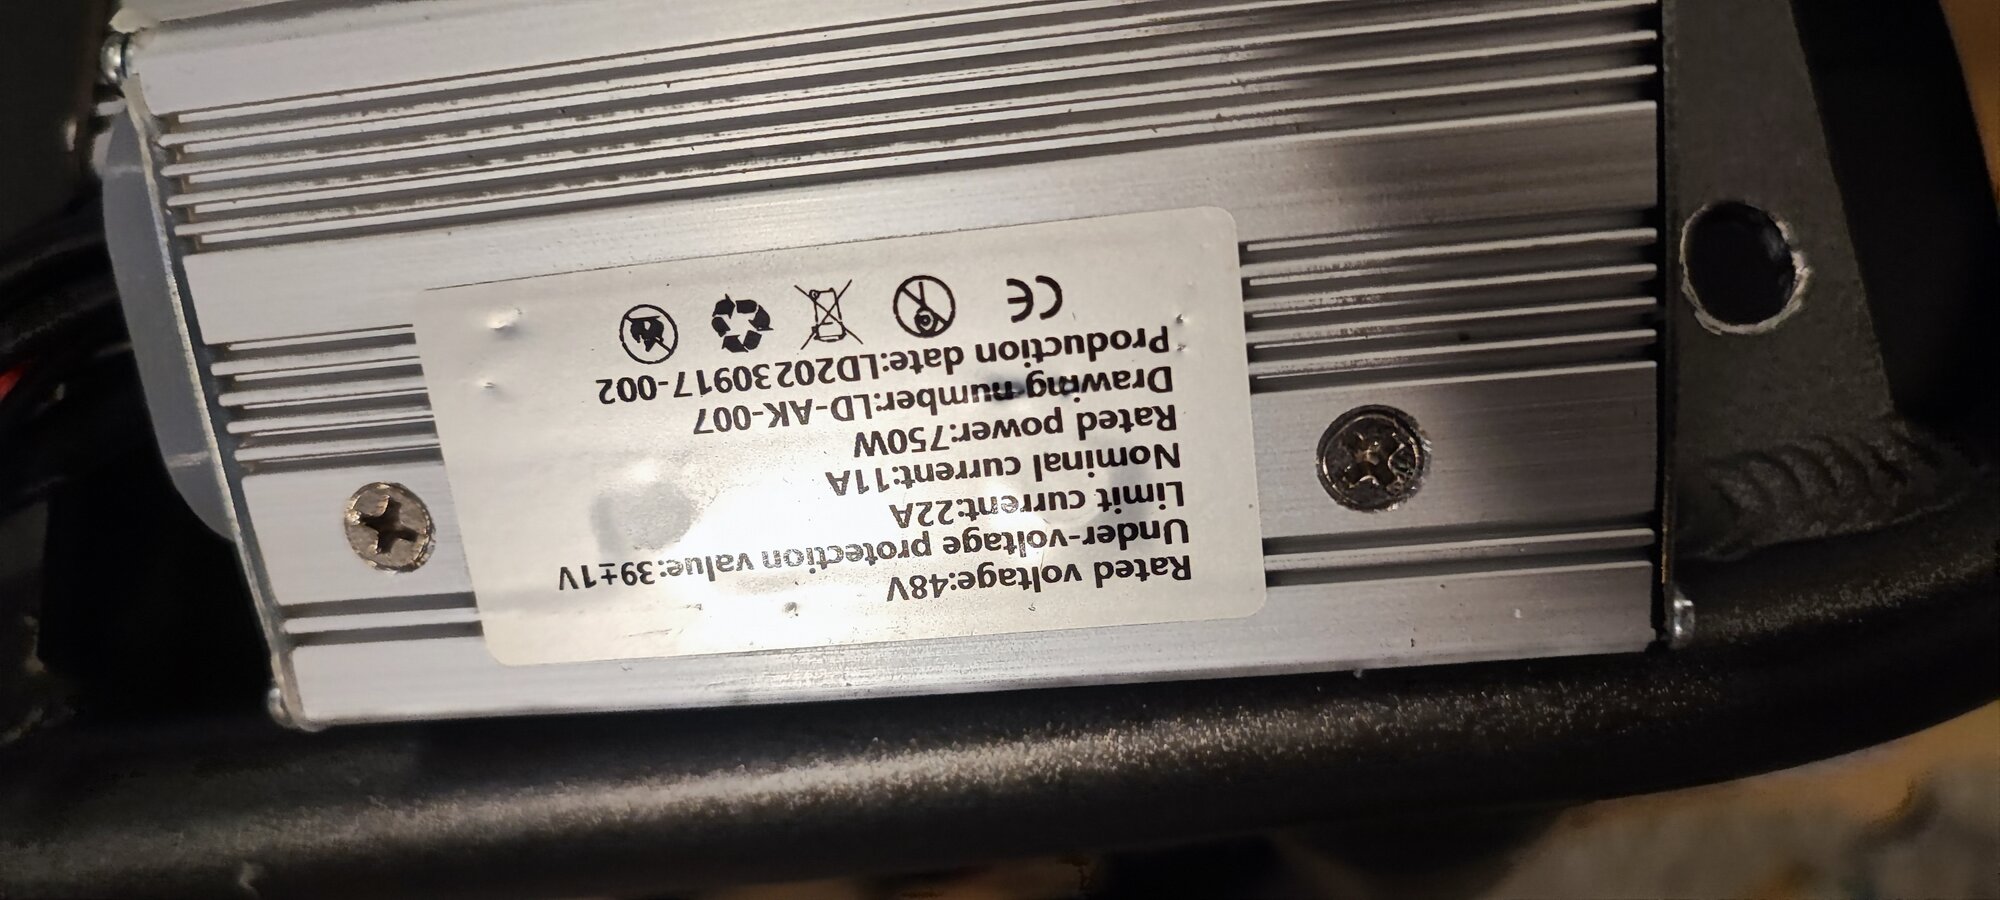 Rated voltage:48V
Under-voltage protection value:39±1V
Limit current:22A
Nominal current:11A
Rated power:750W
Drawing number:LD-AK-007
Production date:LD20230917-002
CE